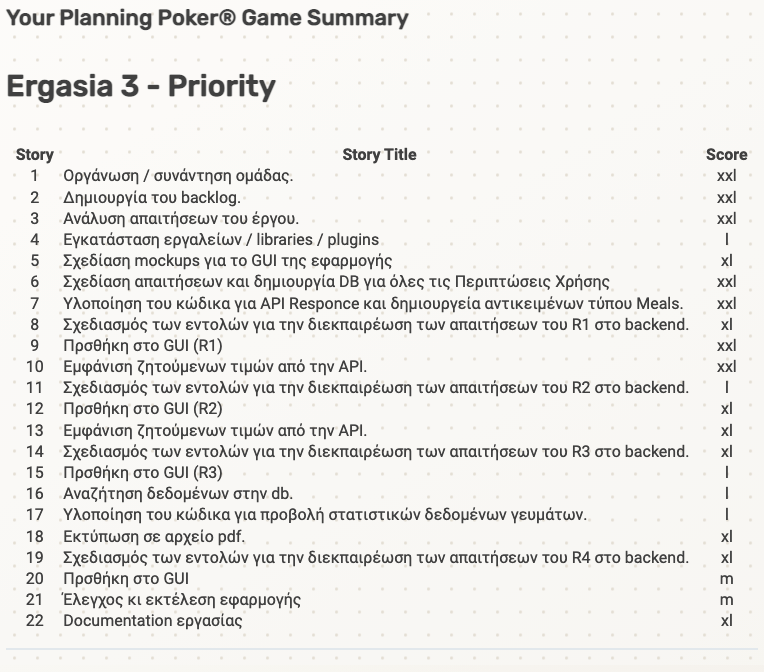 Your Planning Poker® Game Summary
Ergasia 3 - Priority
Story Story Title Score
1 Οργάνωση / συνάντηση ομάδας. xxl
2 Δημιουργία του backlog. xxl
3 Ανάλυση απαιτήσεων του έργου. xxl
4 Εγκατάσταση εργαλείων / libraries / plugins l
5 Σχεδίαση mockups για το GUI της εφαρμογής xl
6 Σχεδίαση απαιτήσεων και δημιουργία DB για όλες τις Περιπτώσεις Χρήσης xxl
7 Υλοποίηση του κώδικα για API Responce και δημιουργεία αντικειμένων τύπου Meals. xxl
8 Σχεδιασμός των εντολών για την διεκπαιρέωση των απαιτήσεων του R1 στο backend. xl
9 Πρσθήκη στο GUI (R1) xxl
10 Εμφάνιση ζητούμενων τιμών από την API. xxl
11 Σχεδιασμός των εντολών για την διεκπαιρέωση των απαιτήσεων του R2 στο backend. l
12 Πρσθήκη στο GUI (R2) xl
13 Εμφάνιση ζητούμενων τιμών από την API. xl
14 Σχεδιασμός των εντολών για την διεκπαιρέωση των απαιτήσεων του R3 στο backend. xl
15 Πρσθήκη στο GUI (R3) l
16 Αναζήτηση δεδομένων στην db. l
17 Υλοποίηση του κώδικα για προβολή στατιστικών δεδομένων γευμάτων. l
18 Εκτύπωση σε αρχείο pdf. xl
19 Σχεδιασμός των εντολών για την διεκπαιρέωση των απαιτήσεων του R4 στο backend. xl
20 Πρσθήκη στο GUI m
21 Έλεγχος κι εκτέλεση εφαρμογής m
22 Documentation εργασίας xl